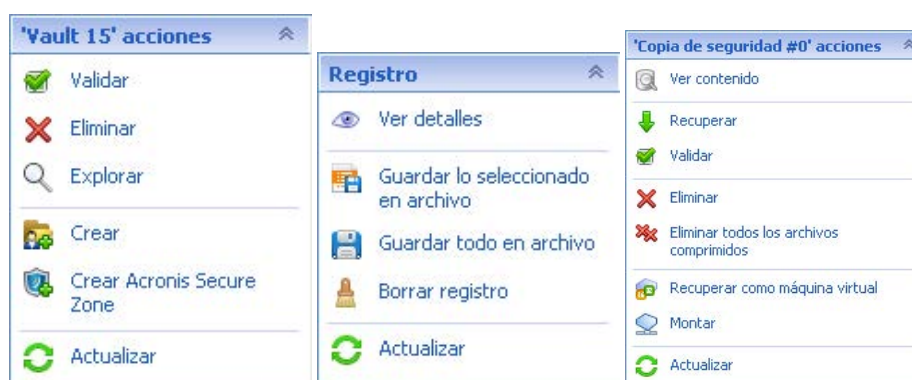 'Vault 15' acciones
Validar
Eliminar
Explorar
Crear
Crear Acronis Secure
Zone
Actualizar
Registro
Ver detalles
Guardar lo seleccionado
en archivo
Guardar todo en archivo
Borrar registro
Actualizar
'Copia de seguridad #0' acciones
Ver contenido
Recuperar
Validar
Eliminar
Eliminar todos los archivos
comprimidos
Recuperar como máquina virtual
Montar
Actualizar